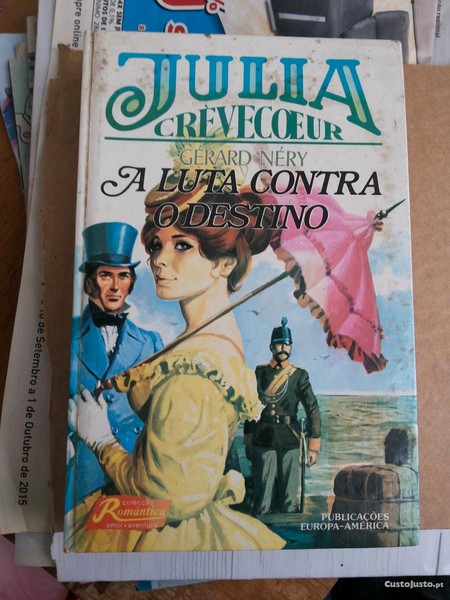 JULIA
CRÈVECŒUR
GÉRARD NÉRY
A LUTA CONTRA
O DESTINO
colecção
Romântica
amor e aventura
PUBLICAÇÕES
EUROPA-AMÉRICA
de Setembro a 1 de Outubro de 2015
CustoJusto.pt